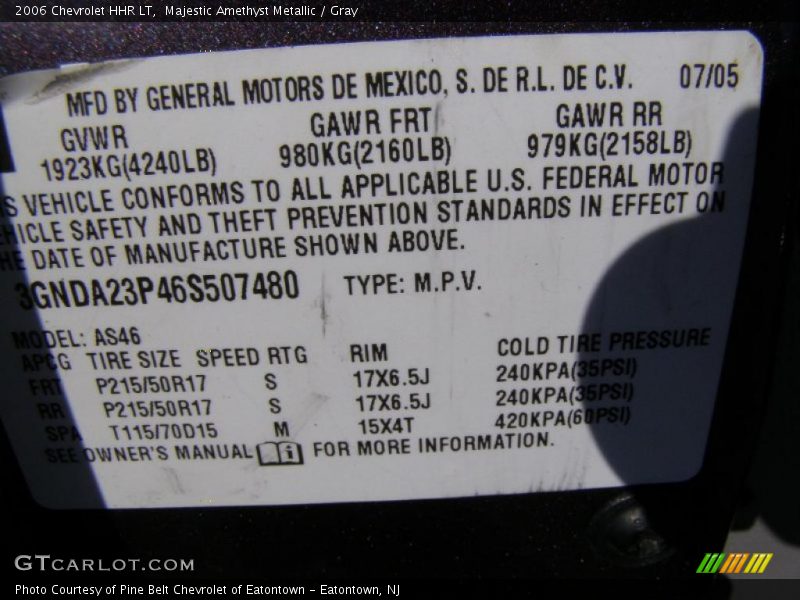 2006 Chevrolet HHR LT, Majestic Amethyst Metallic / Gray
MFD BY GENERAL MOTORS DE MEXICO, S. DE R.L. DE C.V. 07/05
GVWR GAWR FRT GAWR RR
1923KG(4240LB) 980KG(2160LB) 979KG(2158LB)
IS VEHICLE CONFORMS TO ALL APPLICABLE U.S. FEDERAL MOTOR
HICLE SAFETY AND THEFT PREVENTION STANDARDS IN EFFECT ON
HE DATE OF MANUFACTURE SHOWN ABOVE.
3GNDA23P46S507480 TYPE: M.P.V.
MODEL: AS46
APCG TIRE SIZE SPEED RTG RIM COLD TIRE PRESSURE
FRT P215/50R17 S 17X6.5J 240KPA(35PSI)
RR P215/50R17 S 17X6.5J 240KPA(35PSI)
SPA T115/70D15 M 15X4T 420KPA(60PSI)
SEE OWNER'S MANUAL i FOR MORE INFORMATION.
GTCARLOT.COM
Photo Courtesy of Pine Belt Chevrolet of Eatontown - Eatontown, NJ